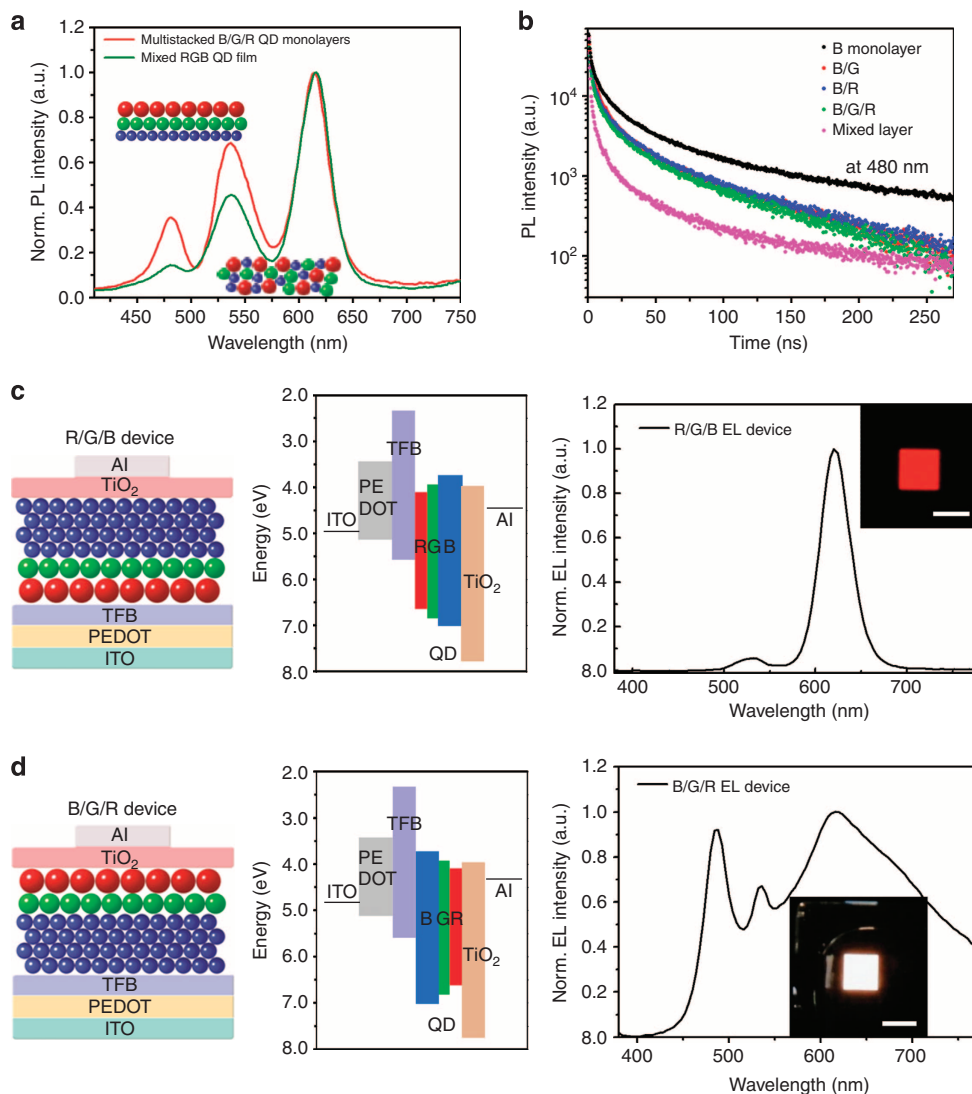 a
1.2
1.0
0.8
0.6
0.4
0.2
0.0
Norm. PL intensity (a.u.)
Multistacked B/G/R QD monolayers
Mixed RGB QD film
450 500 550 600 650 700 750
Wavelength (nm)
b
10⁴
10³
10²
PL intensity (a.u.)
B monolayer
B/G
B/R
B/G/R
Mixed layer
at 480 nm
0 50 100 150 200 250
Time (ns)
c
R/G/B device
Al
TiO₂
TFB
PEDOT
ITO
2.0
3.0
4.0
5.0
6.0
7.0
8.0
Energy (eV)
TFB
PE
DOT
ITO
Al
R G B
TiO₂
QD
1.2
1.0
0.8
0.6
0.4
0.2
8.0
Norm. EL intensity (a.u.)
R/G/B EL device
400 500 600 700
Wavelength (nm)
d
B/G/R device
Al
TiO₂
TFB
PEDOT
ITO
2.0
3.0
4.0
5.0
6.0
7.0
8.0
Energy (eV)
TFB
PE
DOT
ITO
Al
B GR
TiO₂
QD
1.2
1.0
0.8
0.6
0.4
0.2
8.0
Norm. EL intensity (a.u.)
B/G/R EL device
400 500 600 700
Wavelength (nm)